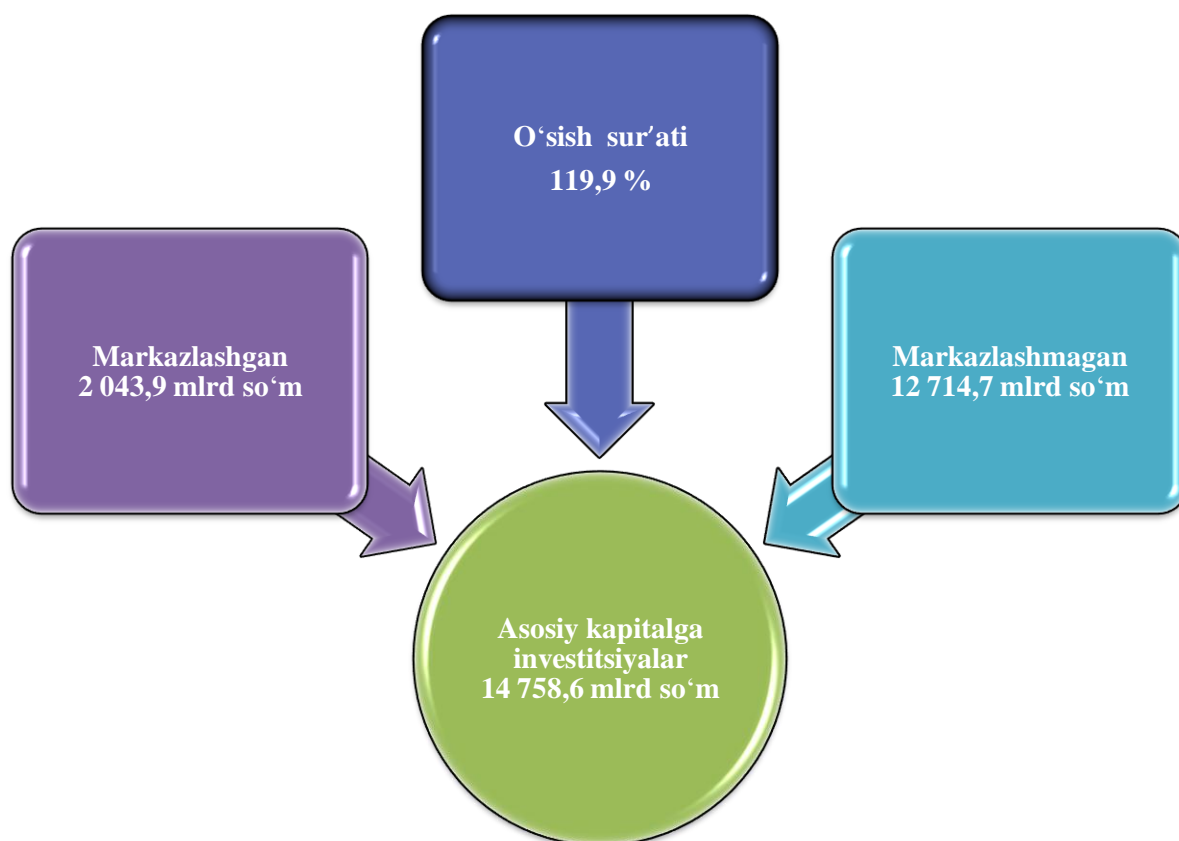 O‘sish sur’ati
119,9 %
Markazlashgan
2 043,9 mlrd so‘m
Markazlashmagan
12 714,7 mlrd so‘m
Asosiy kapitalga
investitsiyalar
14 758,6 mlrd so‘m